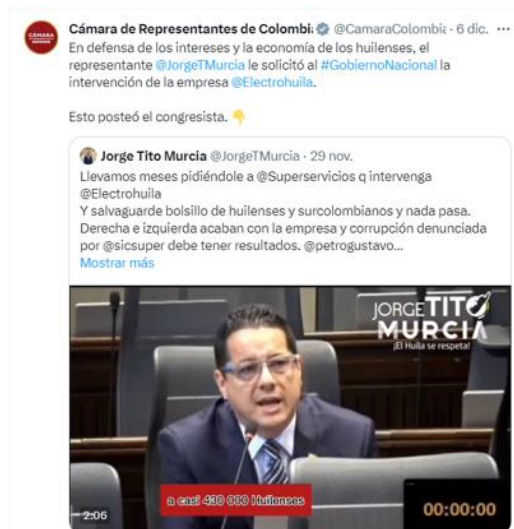 CÁMARA
Cámara de Representantes de Colombi: @CamaraColombia · 6 dic. ···
En defensa de los intereses y la economía de los huilenses, el
representante @JorgeTMurcia le solicitó al #GobiernoNacional la
intervención de la empresa @Electrohuila.
Esto posteó el congresista. 👇
Jorge Tito Murcia @JorgeTMurcia · 29 nov.
Llevamos meses pidiéndole a @Superservicios q intervenga
@Electrohuila
Y salvaguarde bolsillo de huilenses y surcolombianos y nada pasa.
Derecha e izquierda acaban con la empresa y corrupción denunciada
por @sicsuper debe tener resultados. @petrogustavo...
Mostrar más
JORGE TITO
MURCIA
¡El Huila se respeta!
a casi 430 000 Huilenses
2:06
00:00:00